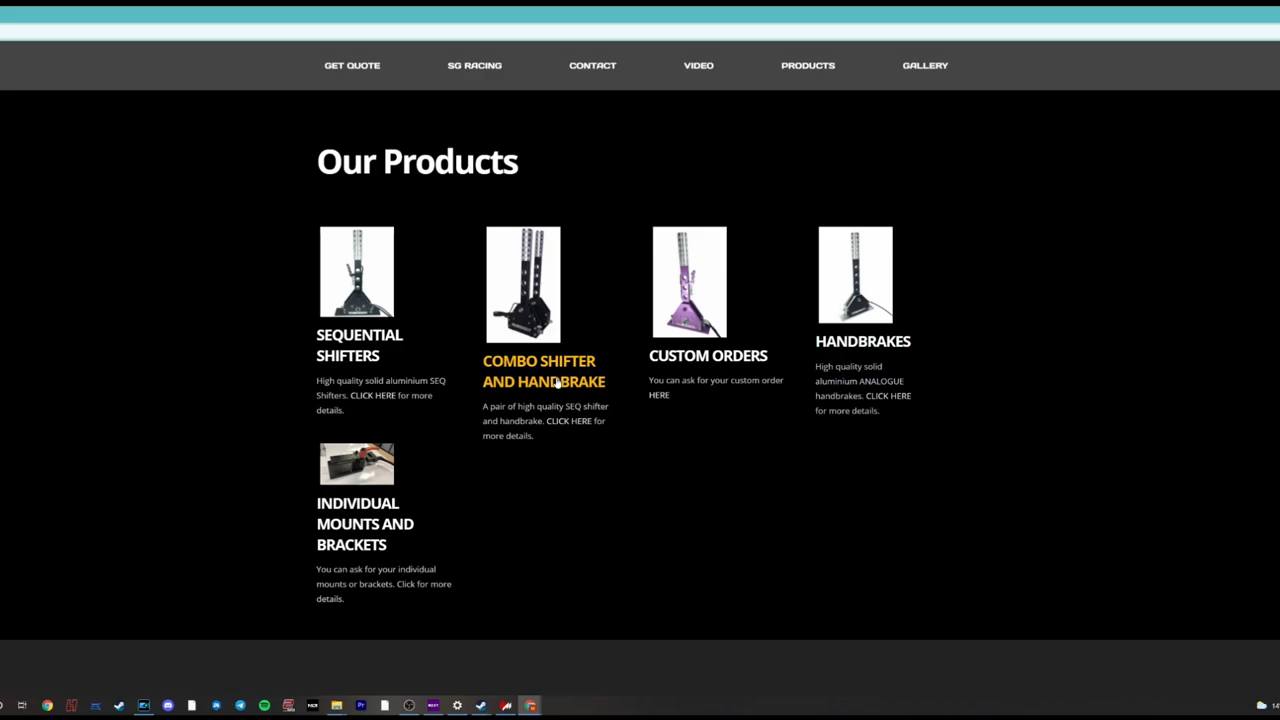 GET QUOTE
SG RACING
CONTACT
VIDEO
PRODUCTS
GALLERY
Our Products
SEQUENTIAL
SHIFTERS
High quality solid aluminium SEQ
Shifters. CLICK HERE for more
details.
COMBO SHIFTER
AND HANDBRAKE
A pair of high quality SEQ shifter
and handbrake. CLICK HERE for
more details.
CUSTOM ORDERS
You can ask for your custom order
HERE
HANDBRAKES
High quality solid
aluminium ANALOGUE
handbrakes. CLICK HERE
for more details.
INDIVIDUAL
MOUNTS AND
BRACKETS
You can ask for your individual
mounts or brackets. Click for more
details.